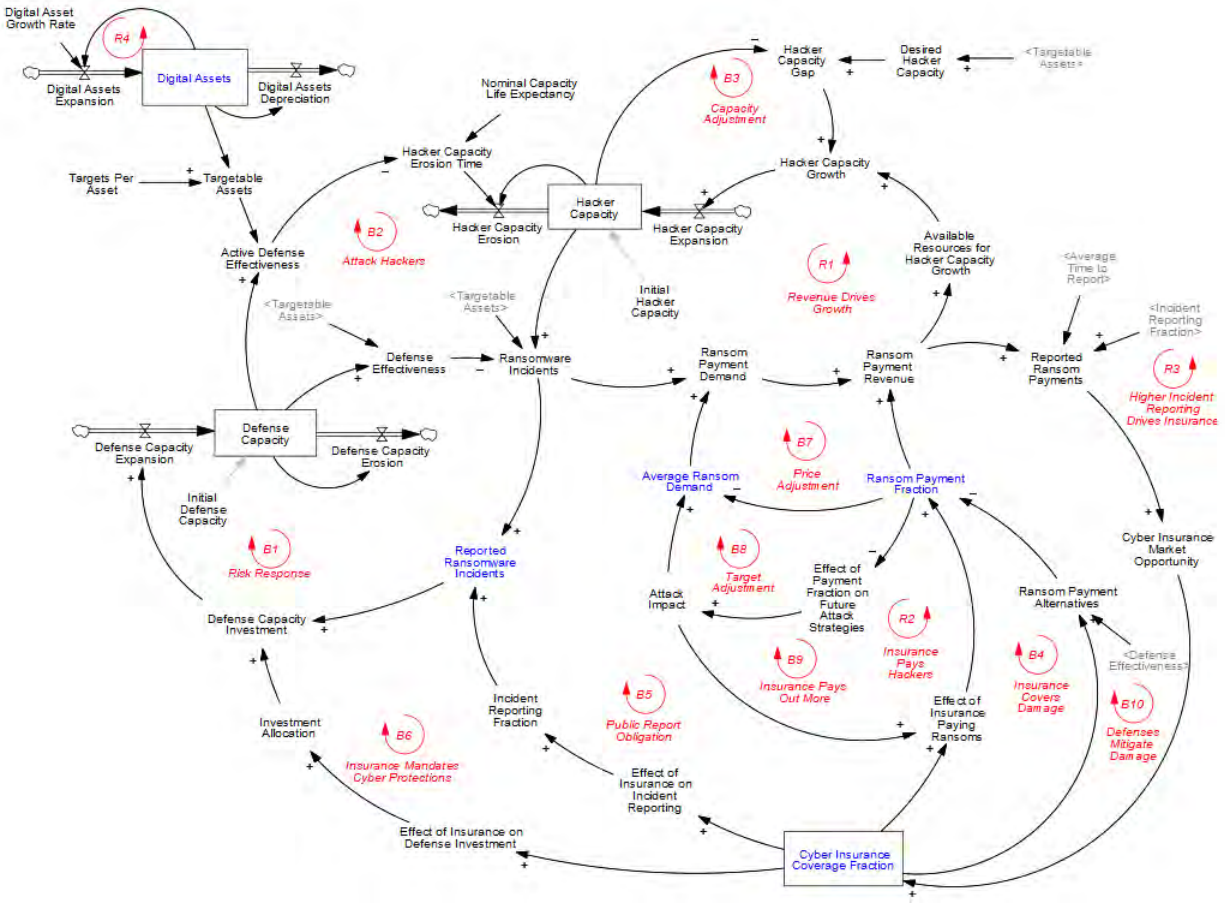 Digital Asset
Growth Rate
R4
Digital Assets
Digital Assets
Expansion
Digital Assets
Depreciation
Targets Per
Asset
+
Targetable
Assets
Nominal Capacity
Life Expectancy
Hacker Capacity
Erosion Time
+
−
Hacker
Capacity
Gap
−
+
Desired
Hacker
Capacity
+
<Targetable
Assets>
B3
Capacity
Adjustment
+
Hacker Capacity
Growth
+
Hacker
Capacity
Hacker Capacity
Erosion
+
Hacker Capacity
Expansion
Initial
Hacker
Capacity
B2
Attack Hackers
Active Defense
Effectiveness
+
+
<Targetable
Assets>
<Targetable
Assets>
R1
Revenue Drives
Growth
Available
Resources for
Hacker Capacity
Growth
+
<Average
Time to
Report>
<Incident
Reporting
Fraction>
Defense
Effectiveness
+
−
+
Ransomware
Incidents
+
Ransom
Payment
Demand
+
+
Ransom
Payment
Revenue
+
+
+
Reported
Ransom
Payments
R3
Higher Incident
Reporting
Drives Insurance
Defense
Capacity
Defense Capacity
Expansion
+
Defense Capacity
Erosion
Initial
Defense
Capacity
B7
Price
Adjustment
Average Ransom
Demand
−
+
Ransom Payment
Fraction
+
−
B1
Risk Response
+
Reported
Ransomware
Incidents
+
B8
Target
Adjustment
−
Effect of
Payment
Fraction on
Future
Attack
Strategies
Attack
Impact
+
+
Cyber Insurance
Market
Opportunity
Ransom Payment
Alternatives
+
+
<Defense
Effectiveness>
Defense Capacity
Investment
+
+
R2
Insurance
Pays
Hackers
B9
Insurance Pays
Out More
B4
Insurance
Covers
Damage
B10
Defenses
Mitigate
Damage
Incident
Reporting
Fraction
+
B5
Public Report
Obligation
Effect of
Insurance
Paying
Ransoms
+
+
Investment
Allocation
+
B6
Insurance Mandates
Cyber Protections
Effect of
Insurance on
Incident
Reporting
+
Effect of Insurance on
Defense Investment
+
Cyber Insurance
Coverage Fraction
+